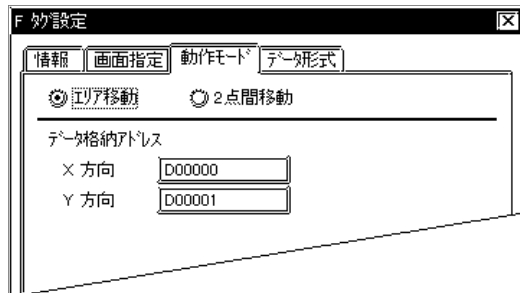 F ﾀｸﾞ設定
情報 画面指定 動作ﾓｰﾄﾞ ﾃﾞｰﾀ形式
ｴﾘｱ移動 2点間移動
ﾃﾞｰﾀ格納ｱﾄﾞﾚｽ
X 方向 D00000
Y 方向 D00001